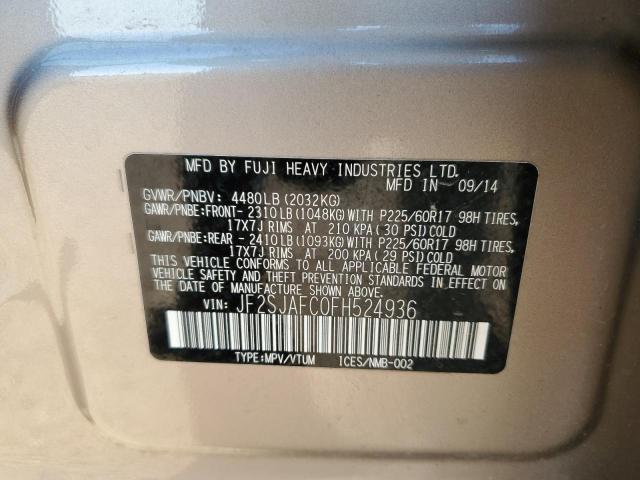 MFD BY FUJI HEAVY INDUSTRIES LTD.
MFD IN 09/14
GVWR/PNBV: 4480LB (2032KG)
GAWR/PNBE:FRONT- 2310LB (1048KG) WITH P225/60R17 98H TIRES,
17X7J RIMS AT 210 KPA (30 PSI) COLD
GAWR/PNBE:REAR - 2410LB (1093KG) WITH P225/60R17 98H TIRES,
17X7J RIMS AT 200 KPA (29 PSI) COLD
THIS VEHICLE CONFORMS TO ALL APPLICABLE FEDERAL MOTOR
VEHICLE SAFETY AND THEFT PREVENTION STANDARDS IN EFFECT ON
THE DATE OF MANUFACTURE SHOWN ABOVE.
VIN: JF2SJAFC0FH524936
TYPE:MPV/VTUM ICES/NMB-002